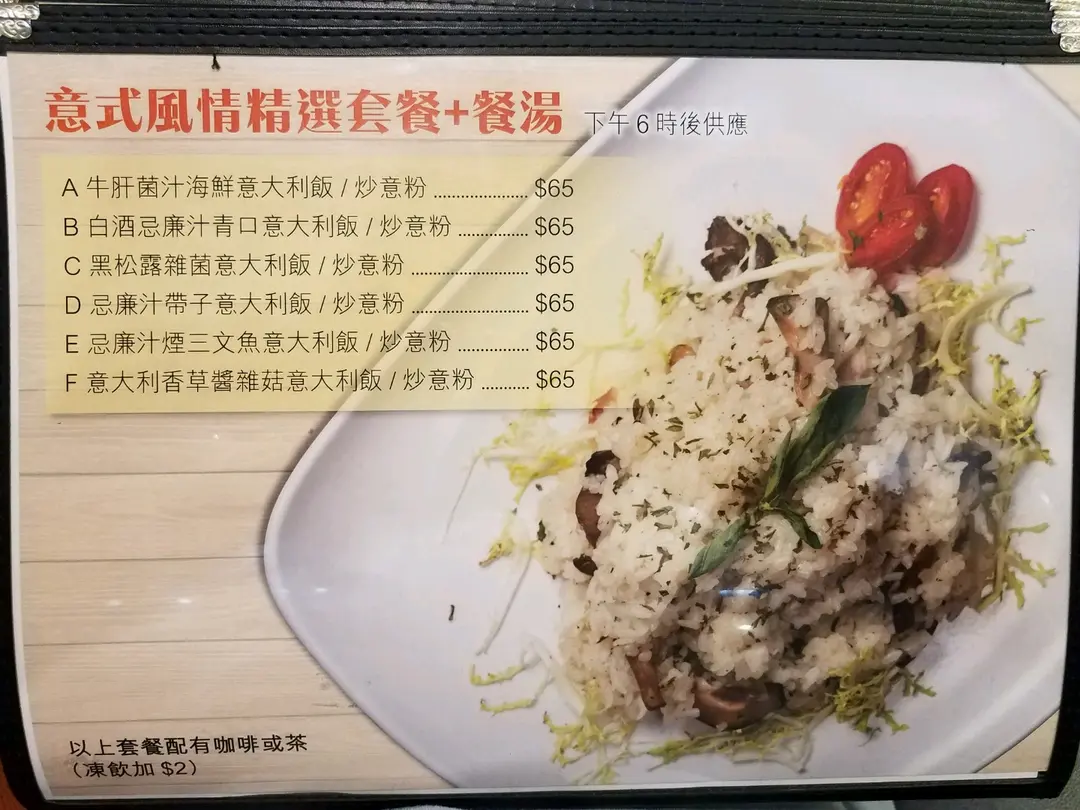 意式風情精選套餐+餐湯 下午6時後供應
A 牛肝菌汁海鮮意大利飯 / 炒意粉 .................... $65
B 白酒忌廉汁青口意大利飯 / 炒意粉 ............... $65
C 黑松露雜菌意大利飯 / 炒意粉 ......................... $65
D 忌廉汁帶子意大利飯 / 炒意粉 ......................... $65
E 忌廉汁煙三文魚意大利飯 / 炒意粉 ............... $65
F 意大利香草醬雜菇意大利飯 / 炒意粉 .......... $65
以上套餐配有咖啡或茶
(凍飲加 $2)